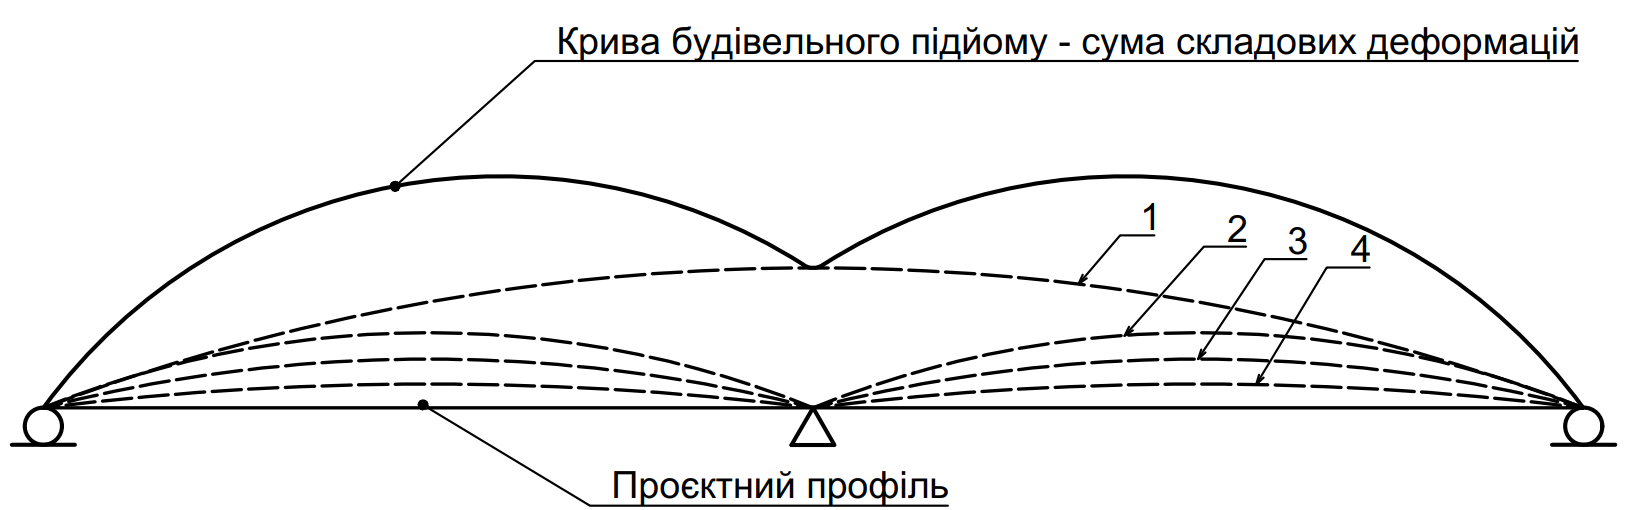 Крива будівельного підйому - сума складових деформацій
1
2
3
4
Проєктний профіль